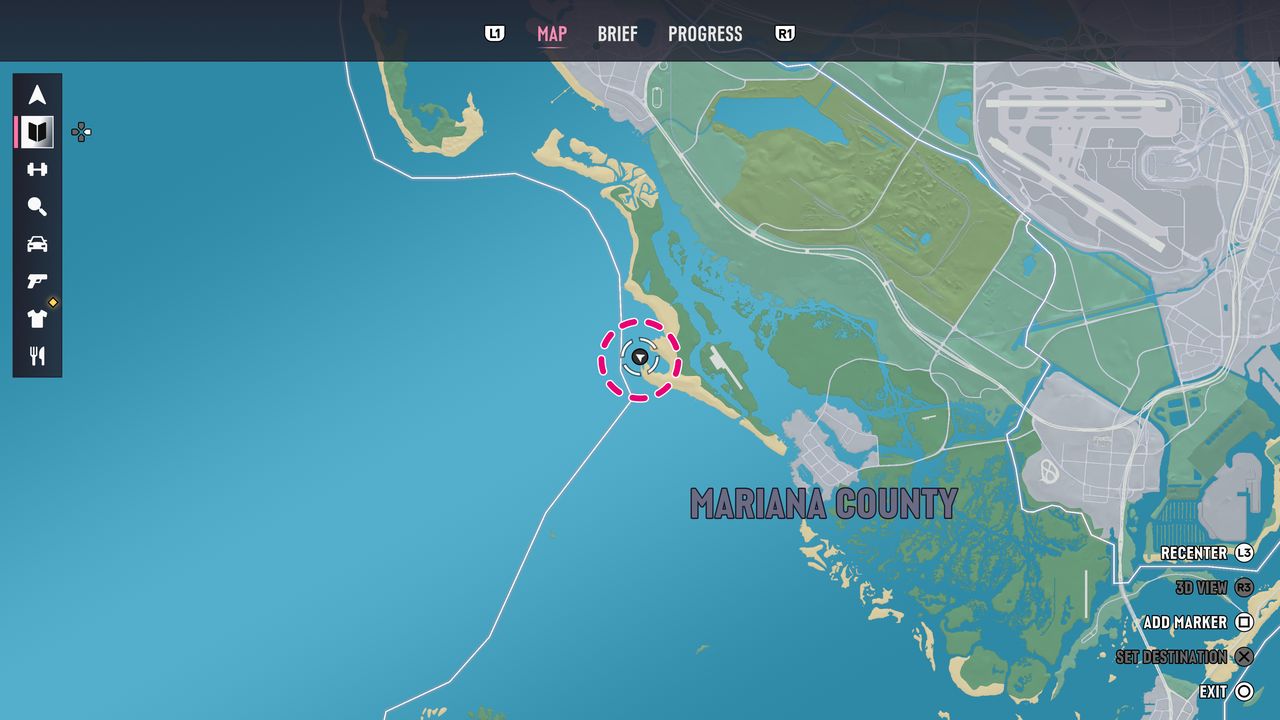 L1 MAP BRIEF PROGRESS R1
MARIANA COUNTY
RECENTER L3
3D VIEW R3
ADD MARKER
SET DESTINATION
EXIT